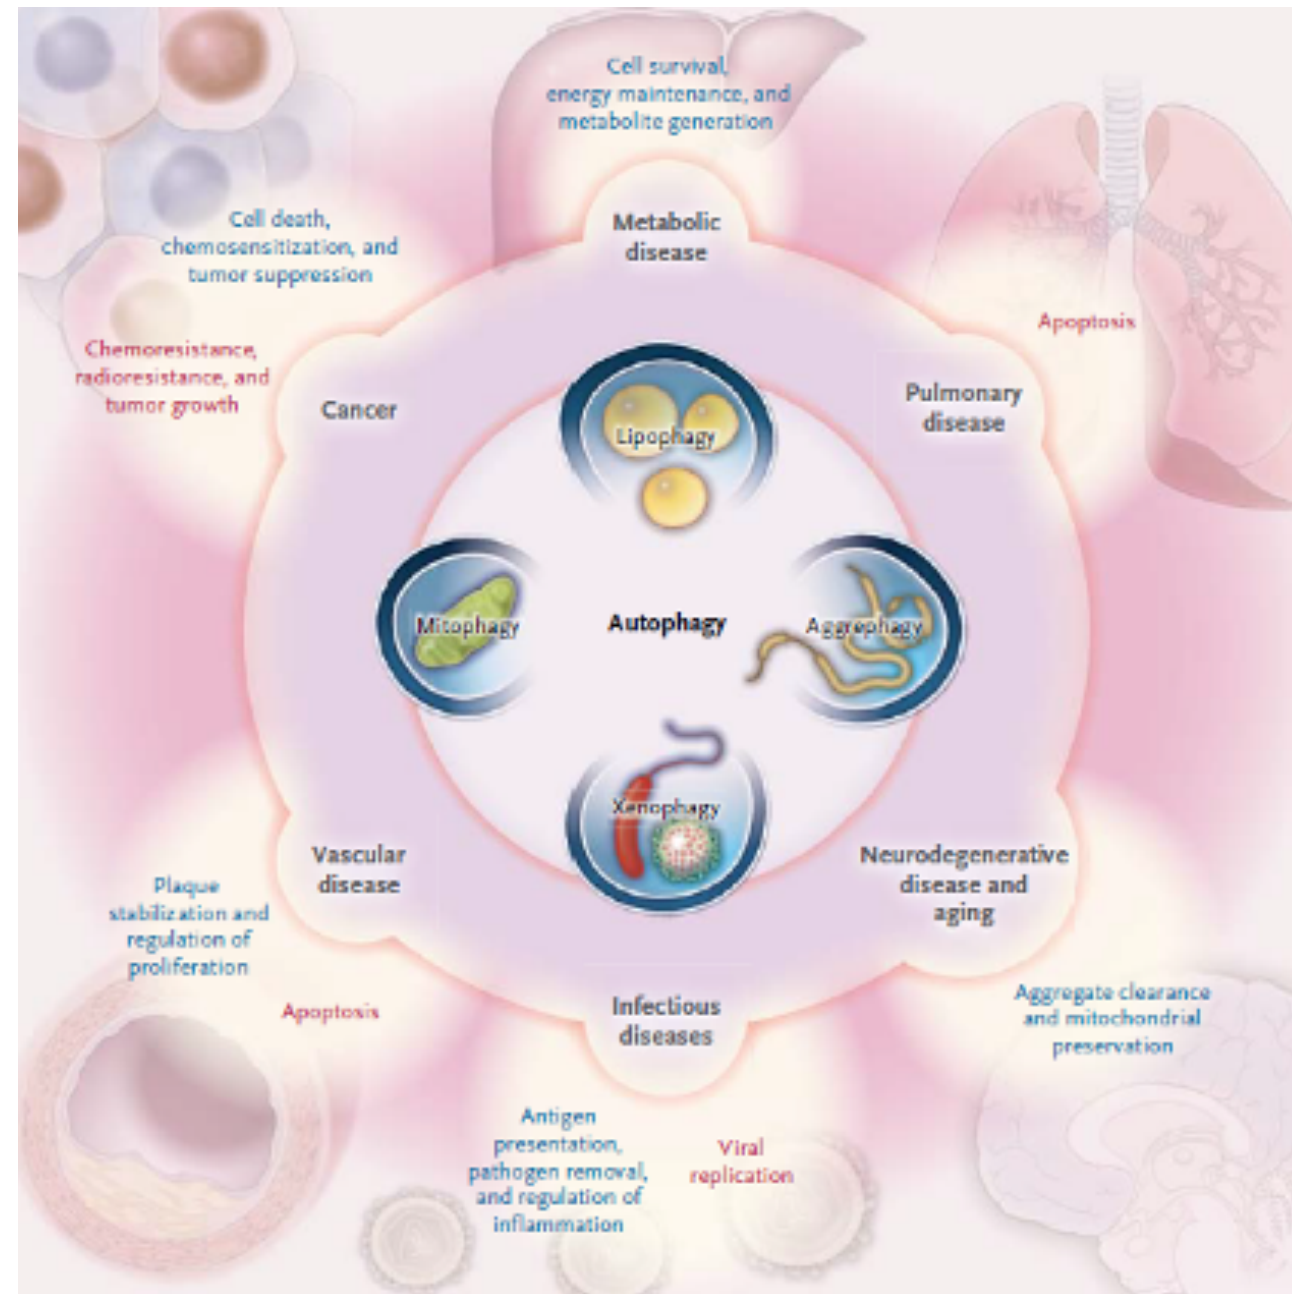 Cell survival,
energy maintenance, and
metabolite generation
Metabolic
disease
Cell death,
chemosensitization, and
tumor suppression
Chemoresistance,
radioresistance, and
tumor growth
Cancer
Apoptosis
Pulmonary
disease
Lipophagy
Mitophagy
Autophagy
Aggrephagy
Xenophagy
Vascular
disease
Plaque
stabilization and
regulation of
proliferation
Apoptosis
Neurodegenerative
disease and
aging
Aggregate clearance
and mitochondrial
preservation
Infectious
diseases
Antigen
presentation,
pathogen removal,
and regulation of
inflammation
Viral
replication